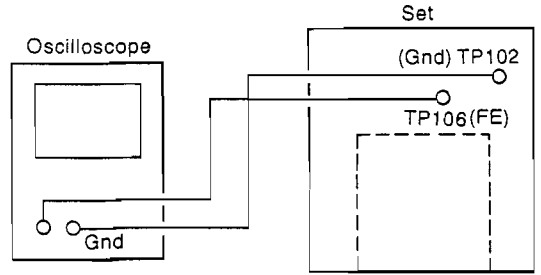 Set
Oscilloscope
(Gnd) TP102
TP106(FE)
Gnd